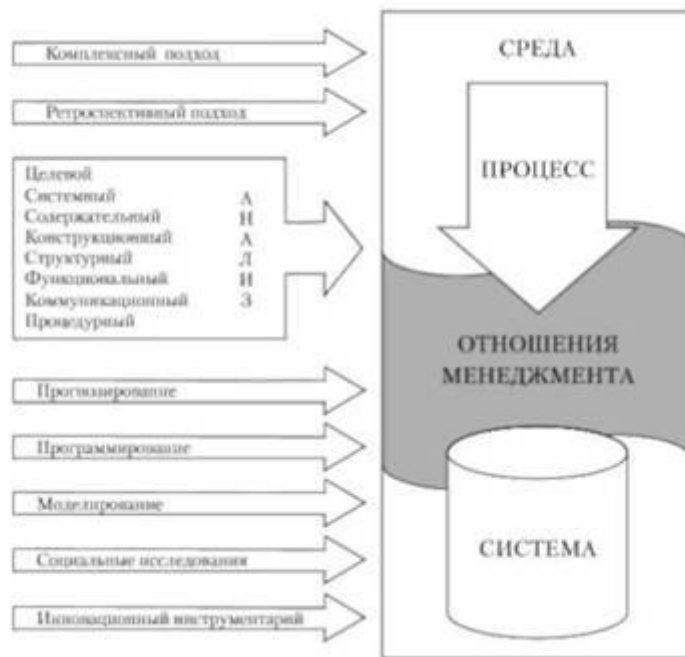 Комплексный подход
Ретроспективный подход
Целевой
Системный
Содержательный
Конструкционный
Структурный
Функциональный
Коммуникационный
Процедурный
А
Н
А
Л
И
З
Прогнозирование
Программирование
Моделирование
Социальные исследования
Инновационный инструментарий
СРЕДА
ПРОЦЕСС
ОТНОШЕНИЯ
МЕНЕДЖМЕНТА
СИСТЕМА